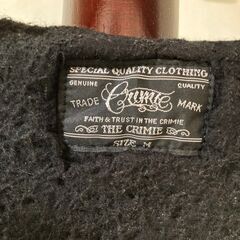 SPECIAL QUALITY CLOTHING
GENUINE QUALITY
TRADE Crimie MARK
FAITH & TRUST IN THE CRIMIE
THE CRIMIE
SIZE M